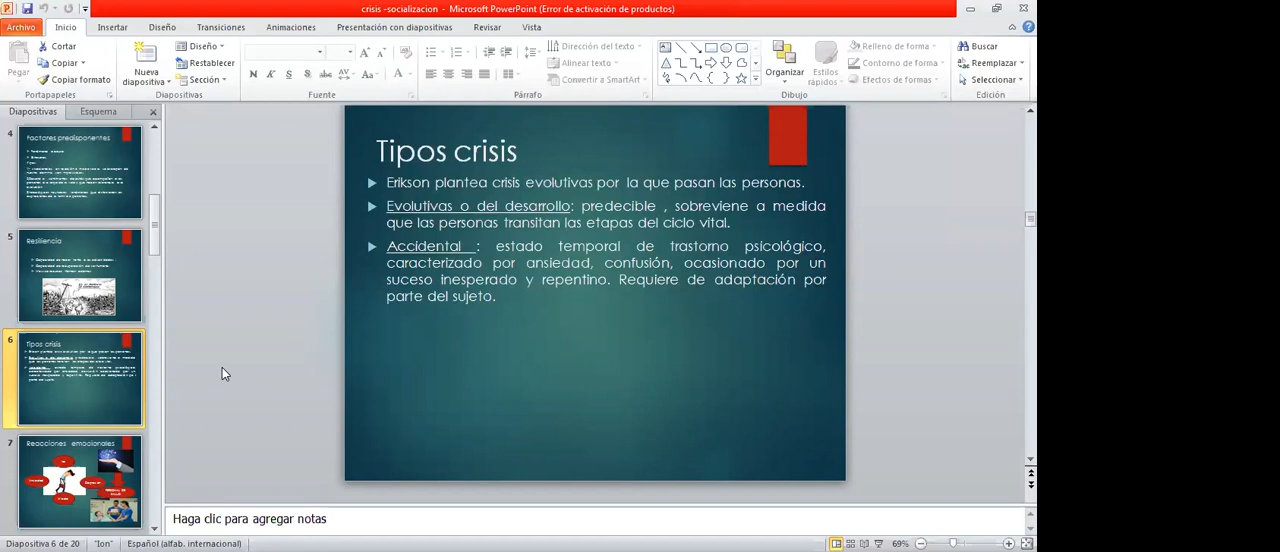 crisis -socializacion - Microsoft PowerPoint (Error de activación de productos)
Archivo Inicio Insertar Diseño Transiciones Animaciones Presentación con diapositivas Revisar Vista
Pegar
Cortar
Copiar
Copiar formato
Portapapeles
Nueva
diapositiva
Diseño
Restablecer
Sección
Diapositivas
N K S S abc AV Aa A
Fuente
Dirección del texto
Alinear texto
Convertir a SmartArt
Párrafo
Organizar
Estilos
rápidos
Relleno de forma
Contorno de forma
Efectos de formas
Dibujo
Buscar
Reemplazar
Seleccionar
Edición
Diapositivas Esquema
4
Factores predisponentes
5
Resiliencia
6
Tipos crisis
7
Reacciones emocionales
Tipos crisis
Erikson plantea crisis evolutivas por la que pasan las personas.
Evolutivas o del desarrollo: predecible , sobreviene a medida
que las personas transitan las etapas del ciclo vital.
Accidental : estado temporal de trastorno psicológico,
caracterizado por ansiedad, confusión, ocasionado por un
suceso inesperado y repentino. Requiere de adaptación por
parte del sujeto.
Haga clic para agregar notas
Diapositiva 6 de 20 "Ion" Español (alfab. internacional) 69%